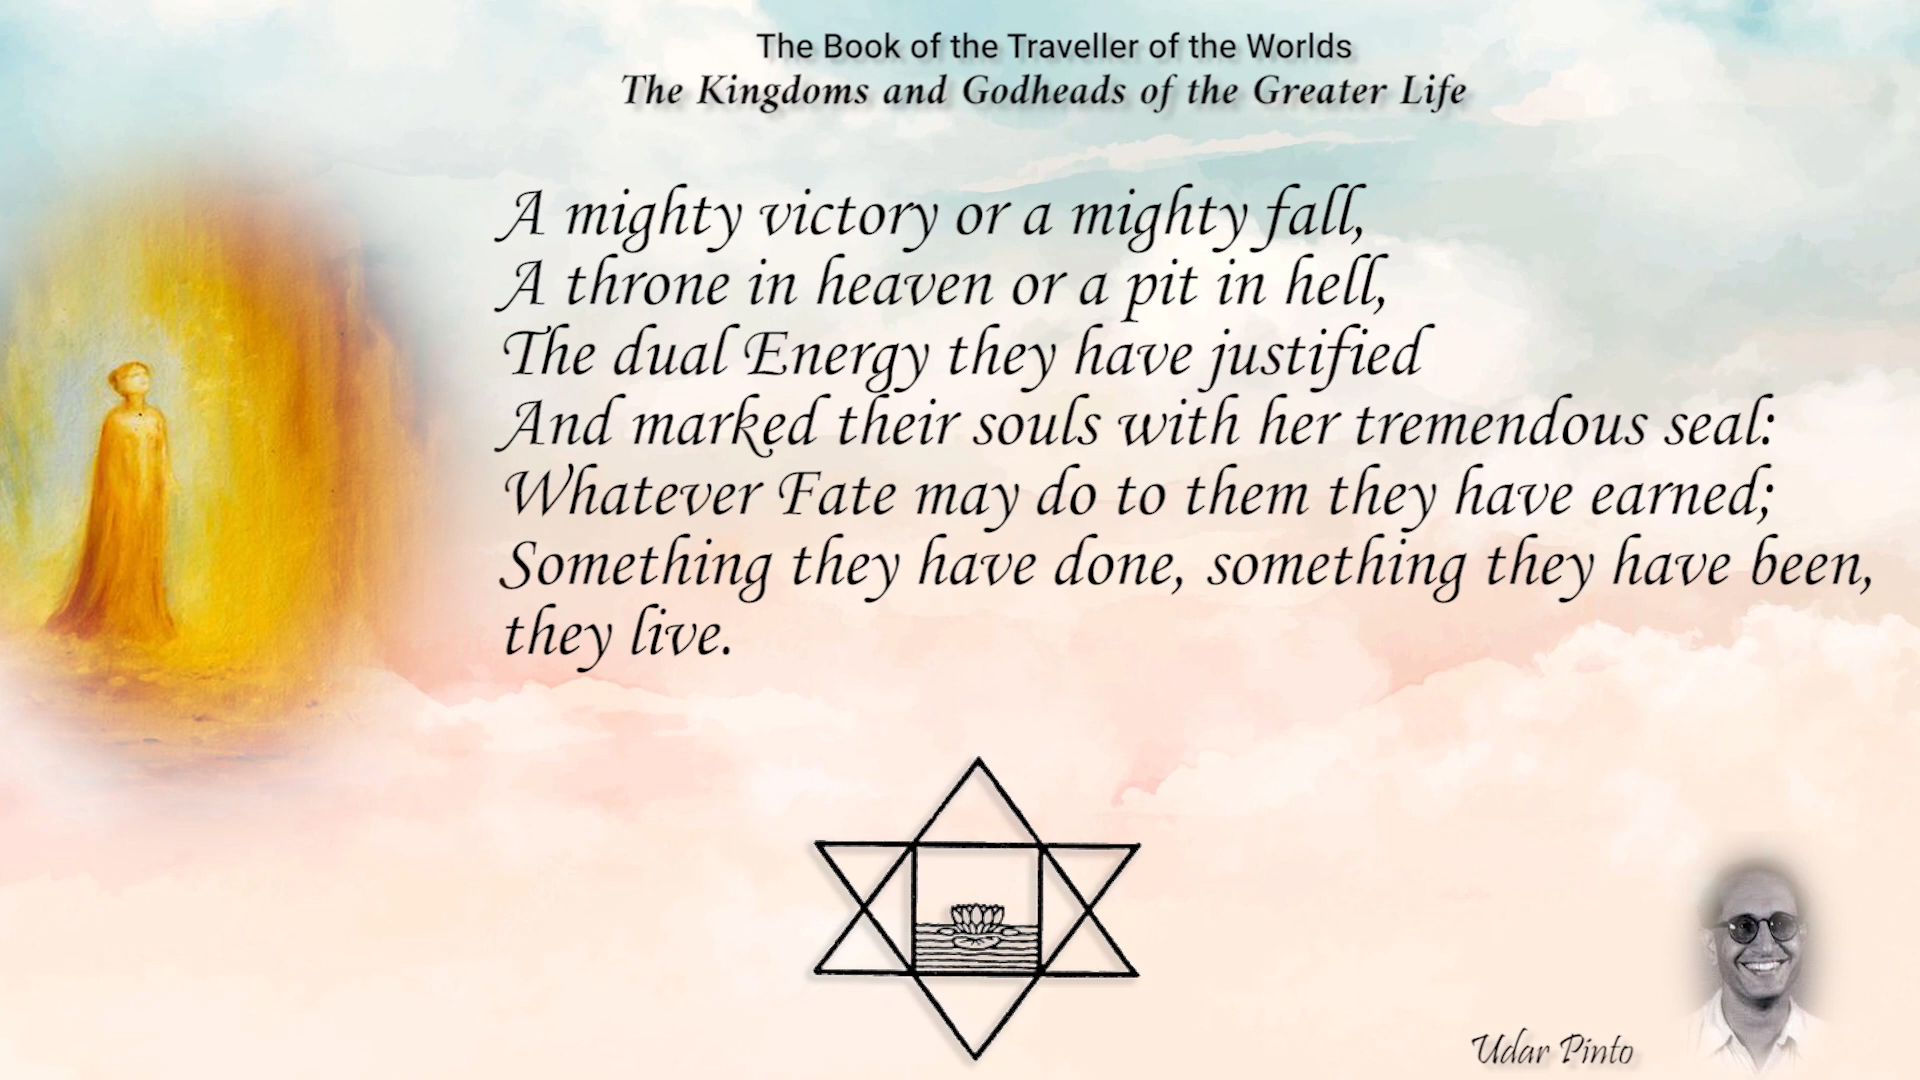 The Book of the Traveller of the Worlds
The Kingdoms and Godheads of the Greater Life
A mighty victory or a mighty fall,
A throne in heaven or a pit in hell,
The dual Energy they have justified
And marked their souls with her tremendous seal:
Whatever Fate may do to them they have earned;
Something they have done, something they have been,
they live.
Udar Pinto